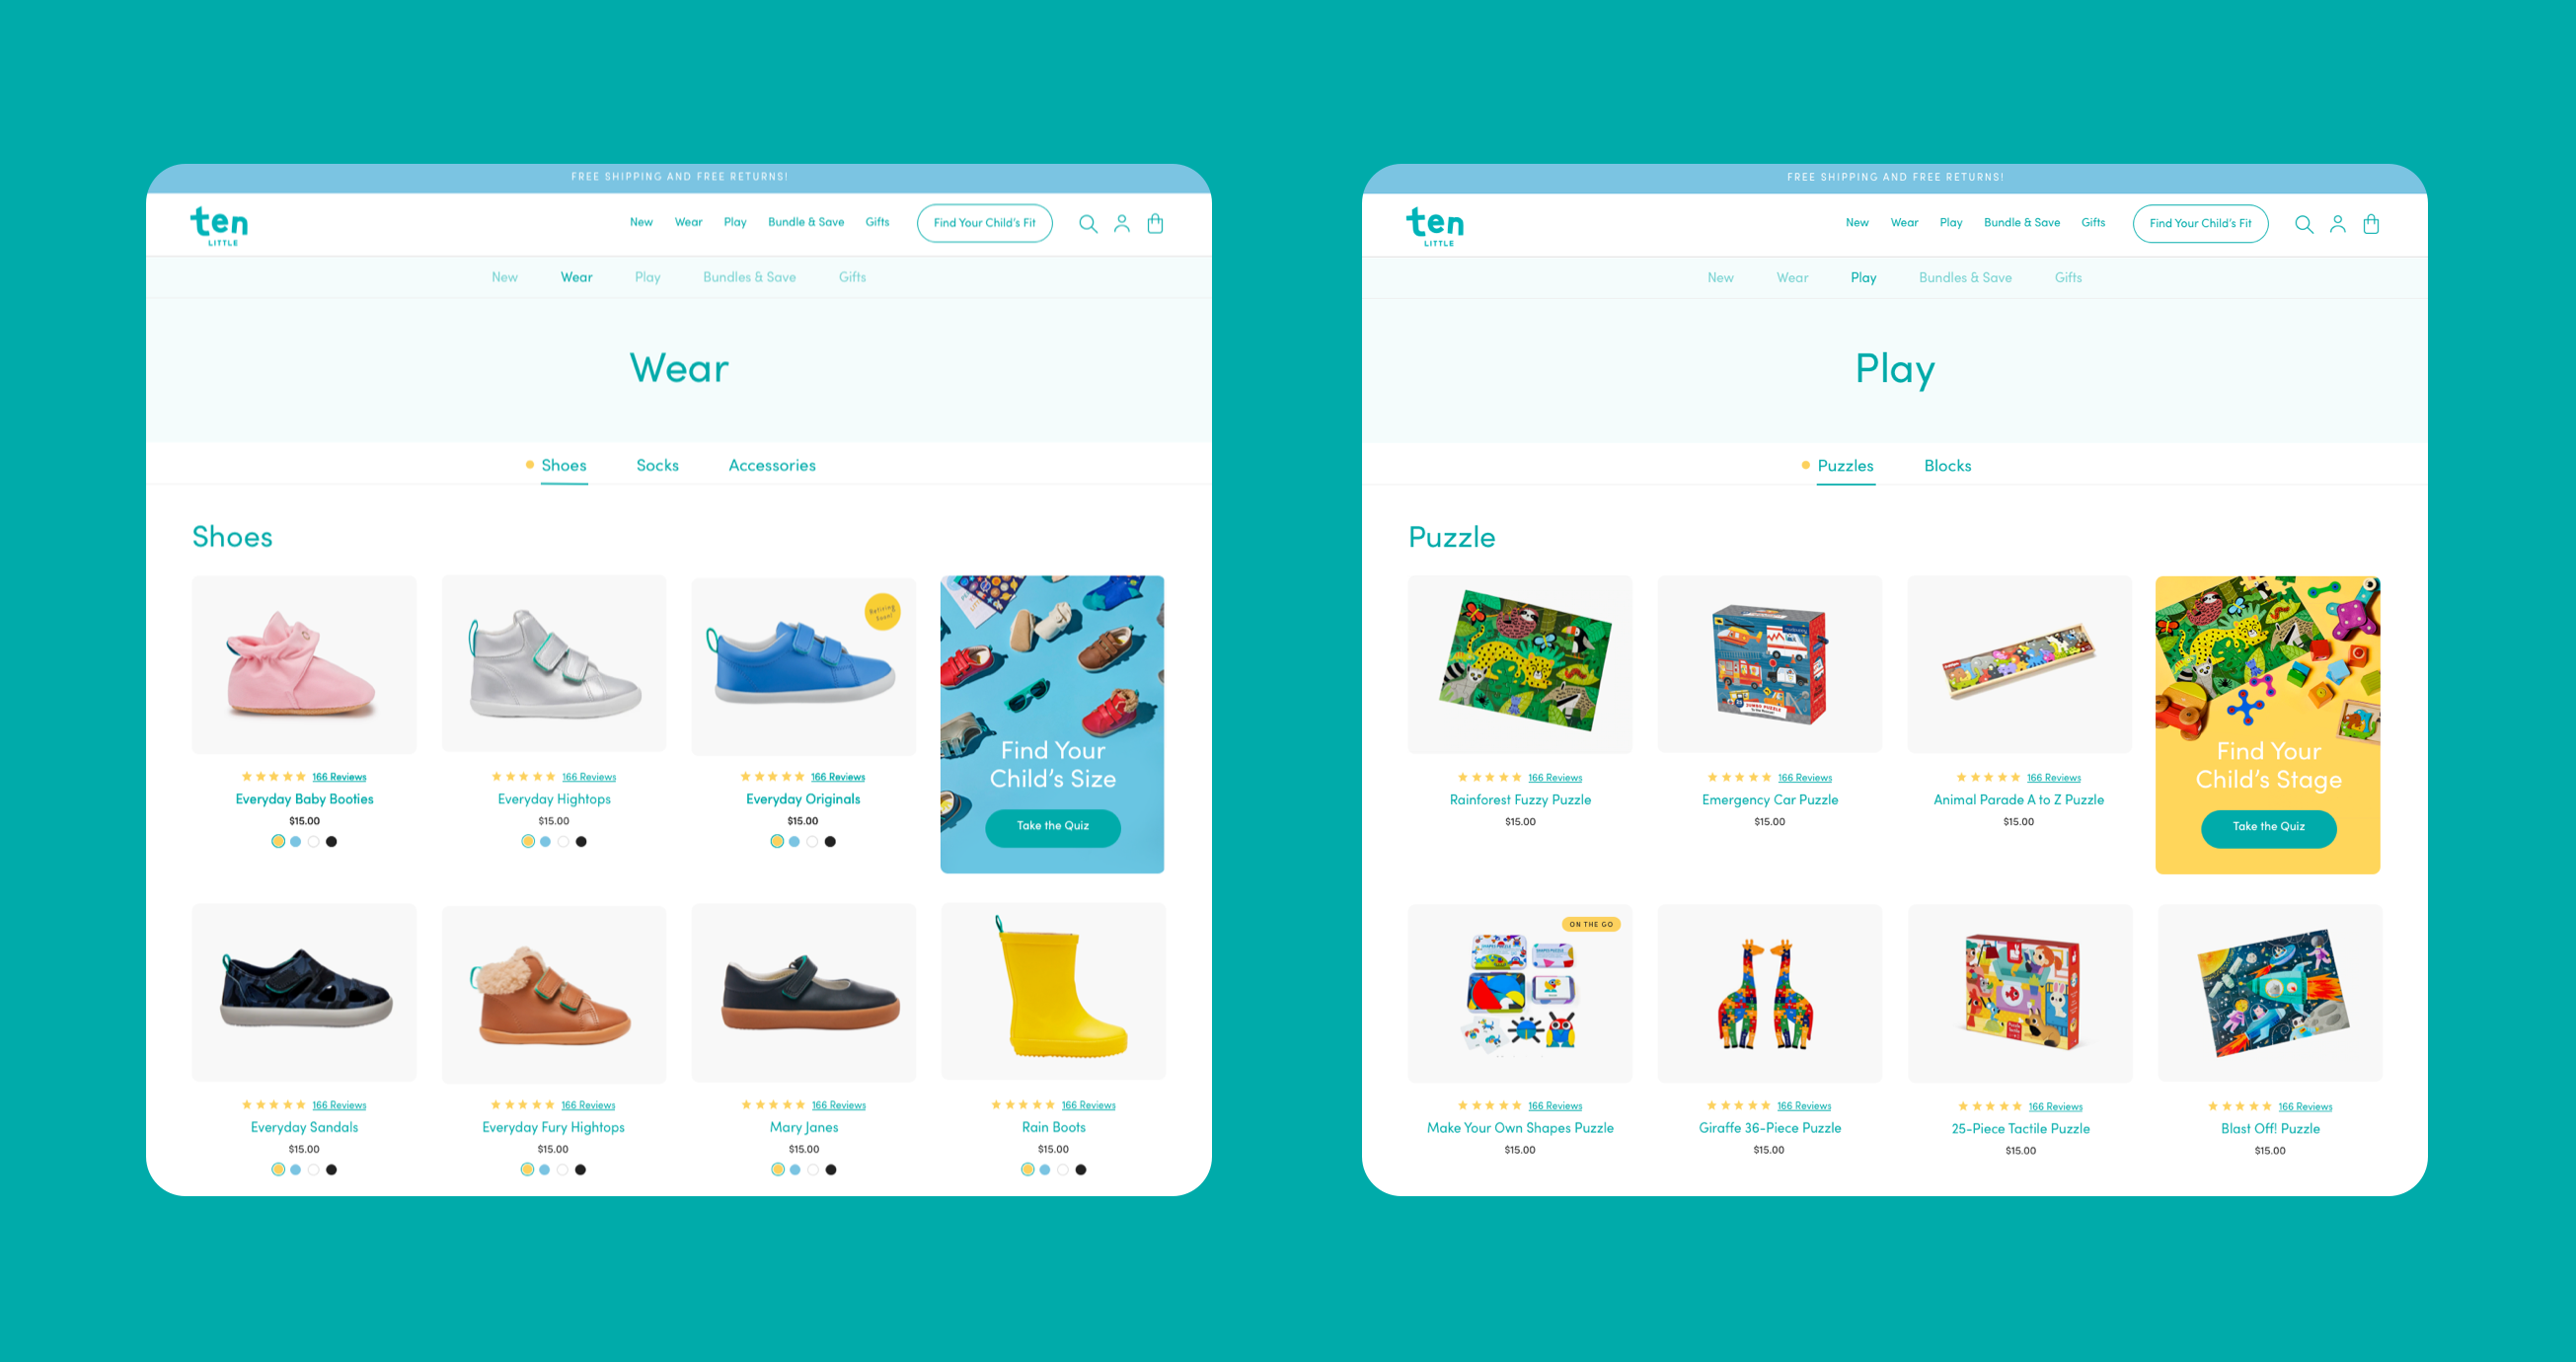 FREE SHIPPING AND FREE RETURNS!
ten
LITTLE
New Wear Play Bundle & Save Gifts Find Your Child's Fit
New Wear Play Bundles & Save Gifts
Wear
Shoes Socks Accessories
Shoes
Retiring
Soon!
Find Your
Child's Size
Take the Quiz
166 Reviews 166 Reviews 166 Reviews
Everyday Baby Booties Everyday Hightops Everyday Originals
$15.00 $15.00 $15.00
166 Reviews 166 Reviews 166 Reviews 166 Reviews
Everyday Sandals Everyday Fury Hightops Mary Janes Rain Boots
$15.00 $15.00 $15.00 $15.00
FREE SHIPPING AND FREE RETURNS!
ten
LITTLE
New Wear Play Bundle & Save Gifts Find Your Child's Fit
New Wear Play Bundles & Save Gifts
Play
Puzzles Blocks
Puzzle
JUMBO PUZZLE
To the Rescue
Find Your
Child's Stage
Take the Quiz
166 Reviews 166 Reviews 166 Reviews
Rainforest Fuzzy Puzzle Emergency Car Puzzle Animal Parade A to Z Puzzle
$15.00 $15.00 $15.00
ON THE GO
166 Reviews 166 Reviews 166 Reviews 166 Reviews
Make Your Own Shapes Puzzle Giraffe 36-Piece Puzzle 25-Piece Tactile Puzzle Blast Off! Puzzle
$15.00 $15.00 $15.00 $15.00